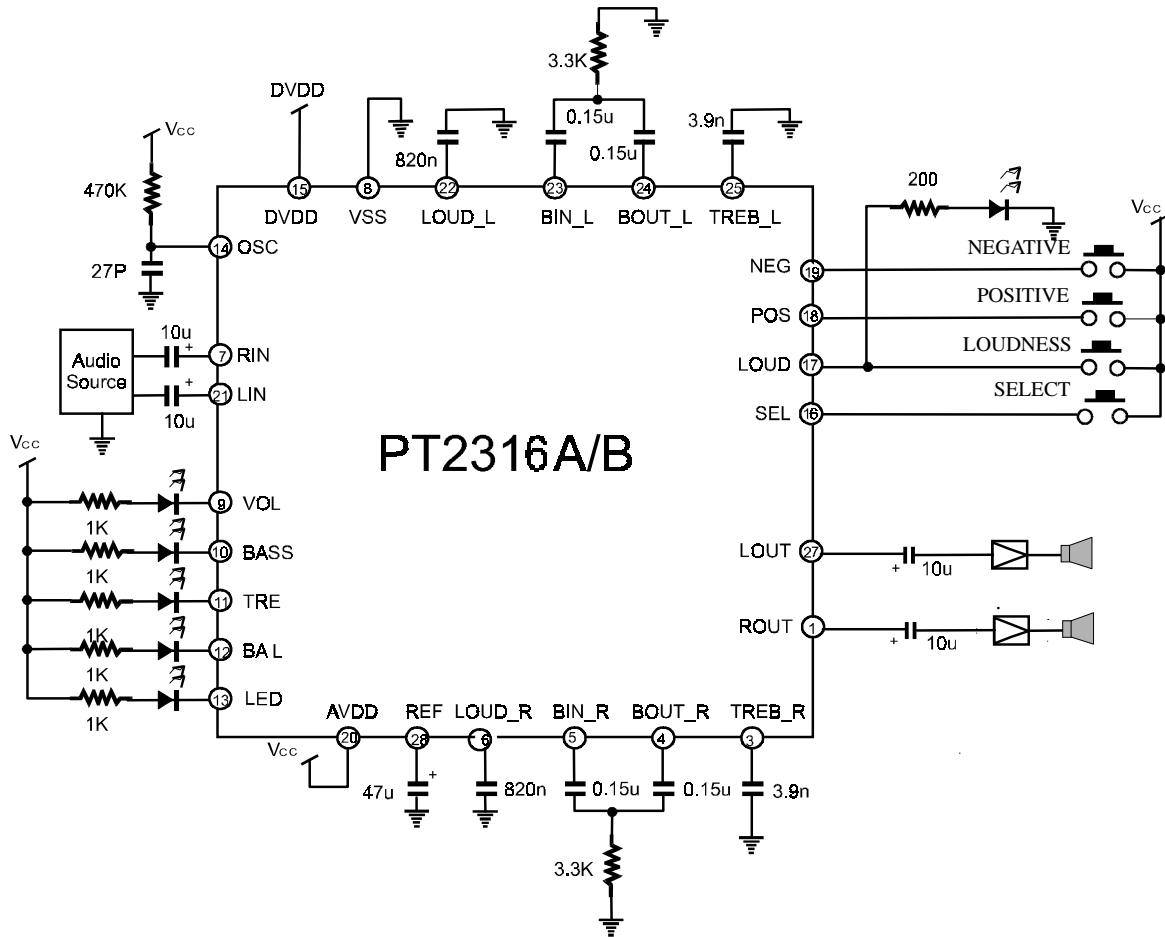 3.3K
DVDD
0.15u
3.9n
Vcc
820n
0.15u
470K
15
8
22
23
24
25
200
DVDD
VSS
LOUD_L
BIN_L
BOUT_L
TREB_L
Vcc
14
OSC
NEGATIVE
27P
NEG
19
POSITIVE
10u
+
POS
18
Audio
Source
7
RIN
LOUDNESS
LOUD
17
+
21
LIN
SELECT
10u
SEL
16
Vcc
PT2316A/B
9
VOL
1K
10
BASS
LOUT
27
+
10u
1K
11
TRE
ROUT
1
1K
12
BAL
+
10u
1K
13
LED
1K
AVDD
REF
LOUD_R
BIN_R
BOUT_R
TREB_R
20
28
6
5
4
3
Vcc
+
47u
820n
0.15u
0.15u
3.9n
3.3K